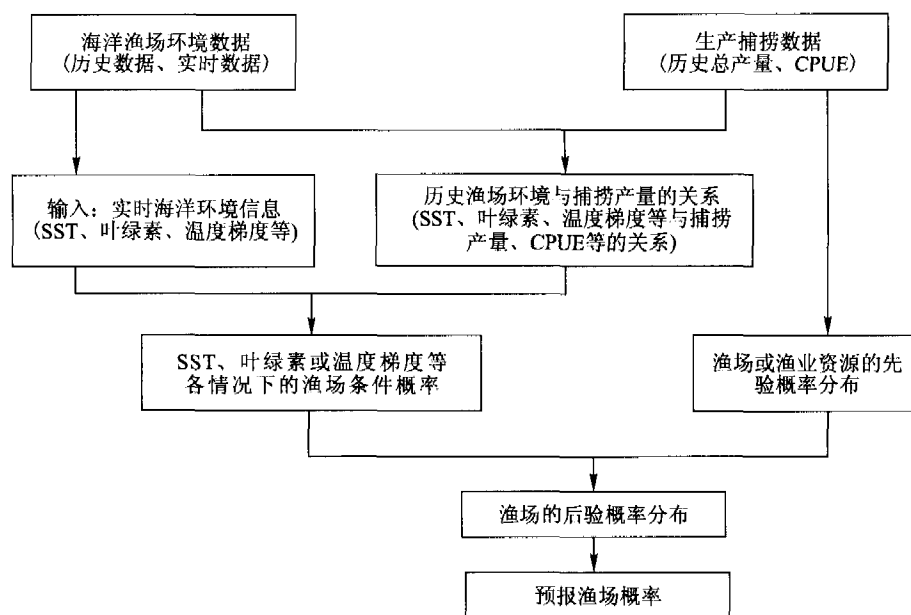 海洋渔场环境数据
(历史数据、实时数据)
生产捕捞数据
(历史总产量、CPUE)
输入：实时海洋环境信息
(SST、叶绿素、温度梯度等)
历史渔场环境与捕捞产量的关系
(SST、叶绿素、温度梯度等与捕捞
产量、CPUE等的关系)
SST、叶绿素或温度梯度等
各情况下的渔场条件概率
渔场或渔业资源的先
验概率分布
渔场的后验概率分布
预报渔场概率